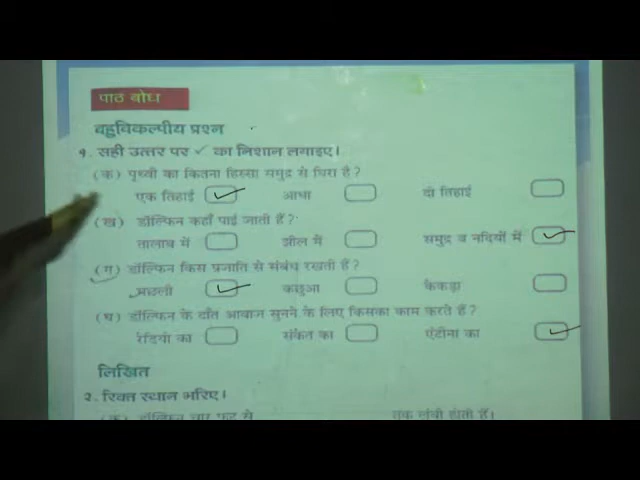 पाठ बोध
बहुविकल्पीय प्रश्न
१. सही उत्तर पर ✓ का निशान लगाइए।
(क) पृथ्वी का कितना हिस्सा समुद्र से घिरा है?
एक तिहाई ✓ आधा दो तिहाई
(ख) डॉल्फिन कहाँ पाई जाती हैं?
तालाब में झील में समुद्र व नदियों में ✓
(ग) डॉल्फिन किस प्रजाति से संबंध रखती हैं?
मछली ✓ कछुआ केकड़ा
(घ) डॉल्फिन के दाँत आवाज सुनने के लिए किसका काम करते हैं?
रेडियो का संकेत का एंटीना का ✓
लिखित
२. रिक्त स्थान भरिए।
(क) डॉल्फिन चार फुट से तक लंबी होती हैं।